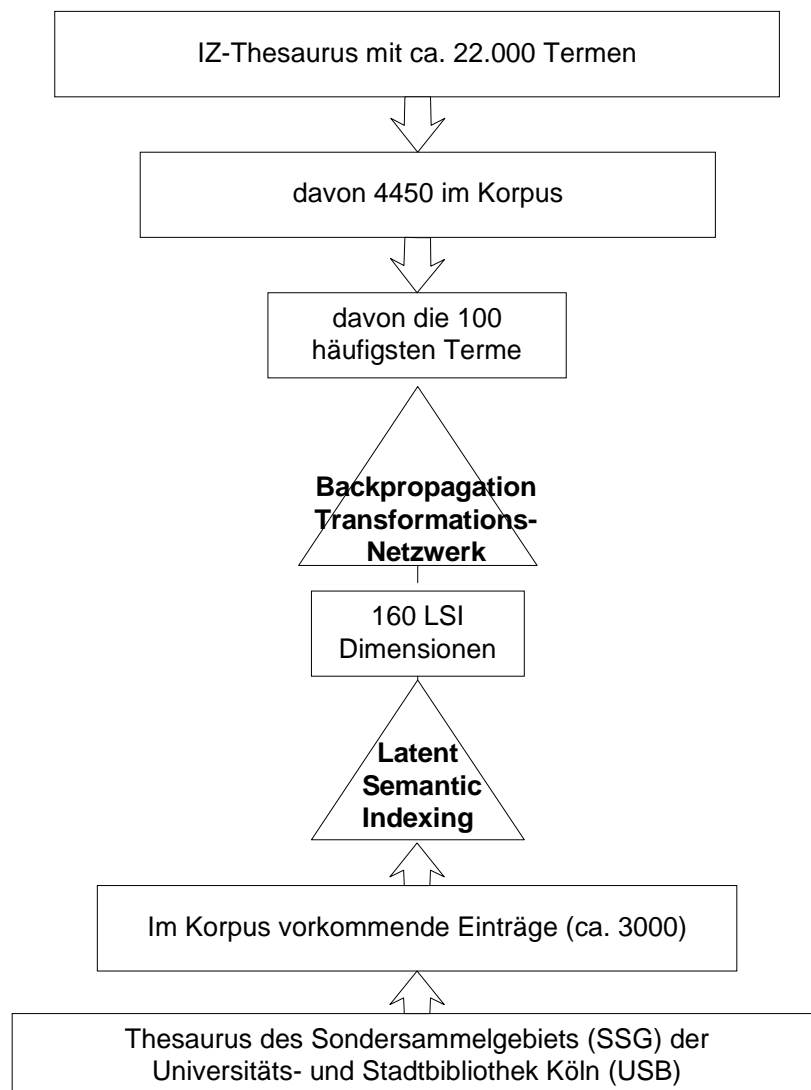 IZ-Thesaurus mit ca. 22.000 Termen
davon 4450 im Korpus
davon die 100
häufigsten Terme
Backpropagation
Transformations-
Netzwerk
160 LSI
Dimensionen
Latent
Semantic
Indexing
Im Korpus vorkommende Einträge (ca. 3000)
Thesaurus des Sondersammelgebiets (SSG) der
Universitäts- und Stadtbibliothek Köln (USB)